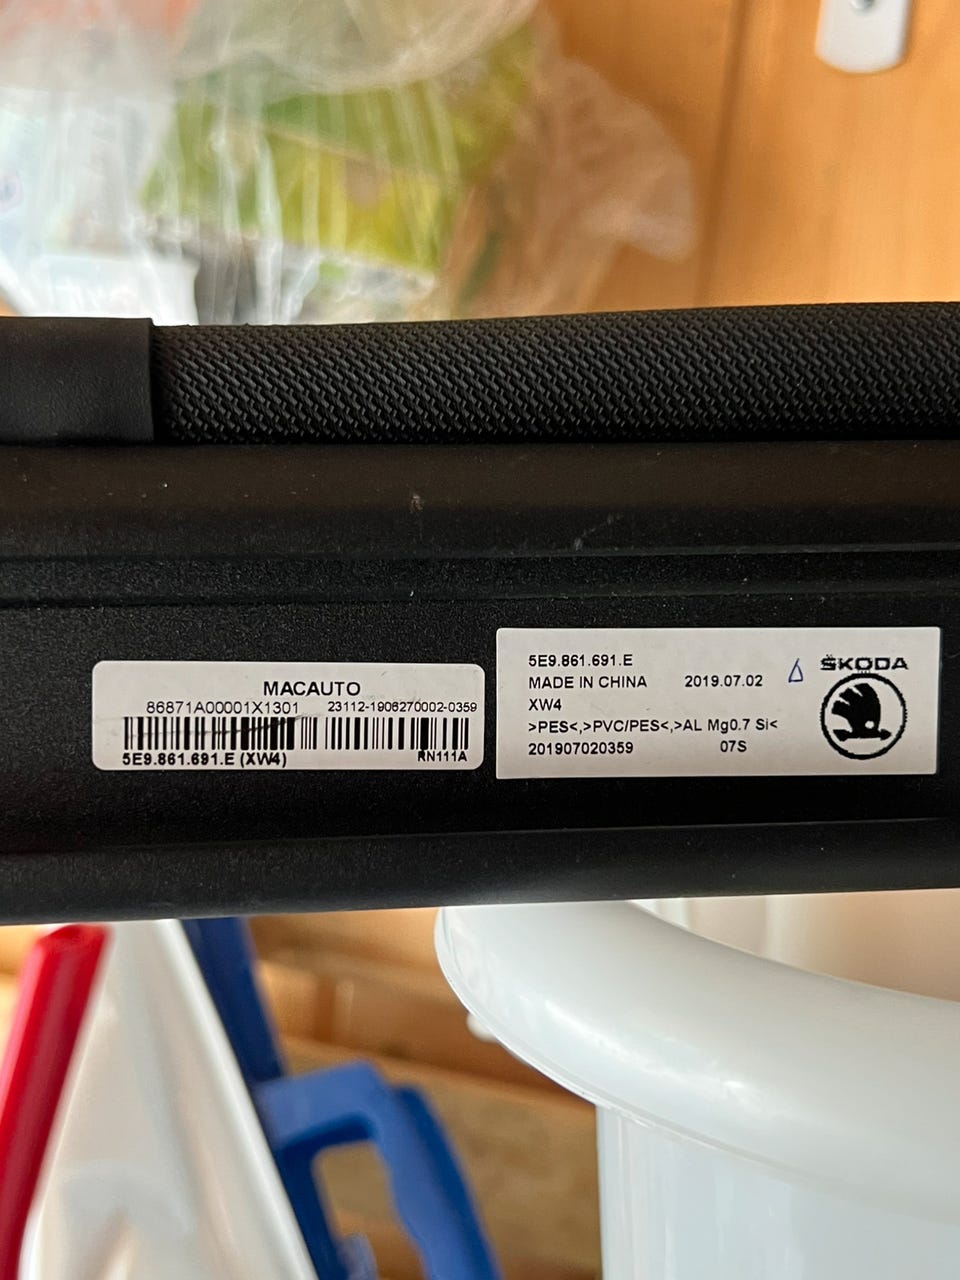 MACAUTO
86871A00001X1301 23112-1906270002-0359
5E9.861.691.E (XW4) RN111A
5E9.861.691.E
MADE IN CHINA 2019.07.02
XW4
>PES<,>PVC/PES<,>AL Mg0.7 Si<
201907020359 07S
ŠKODA